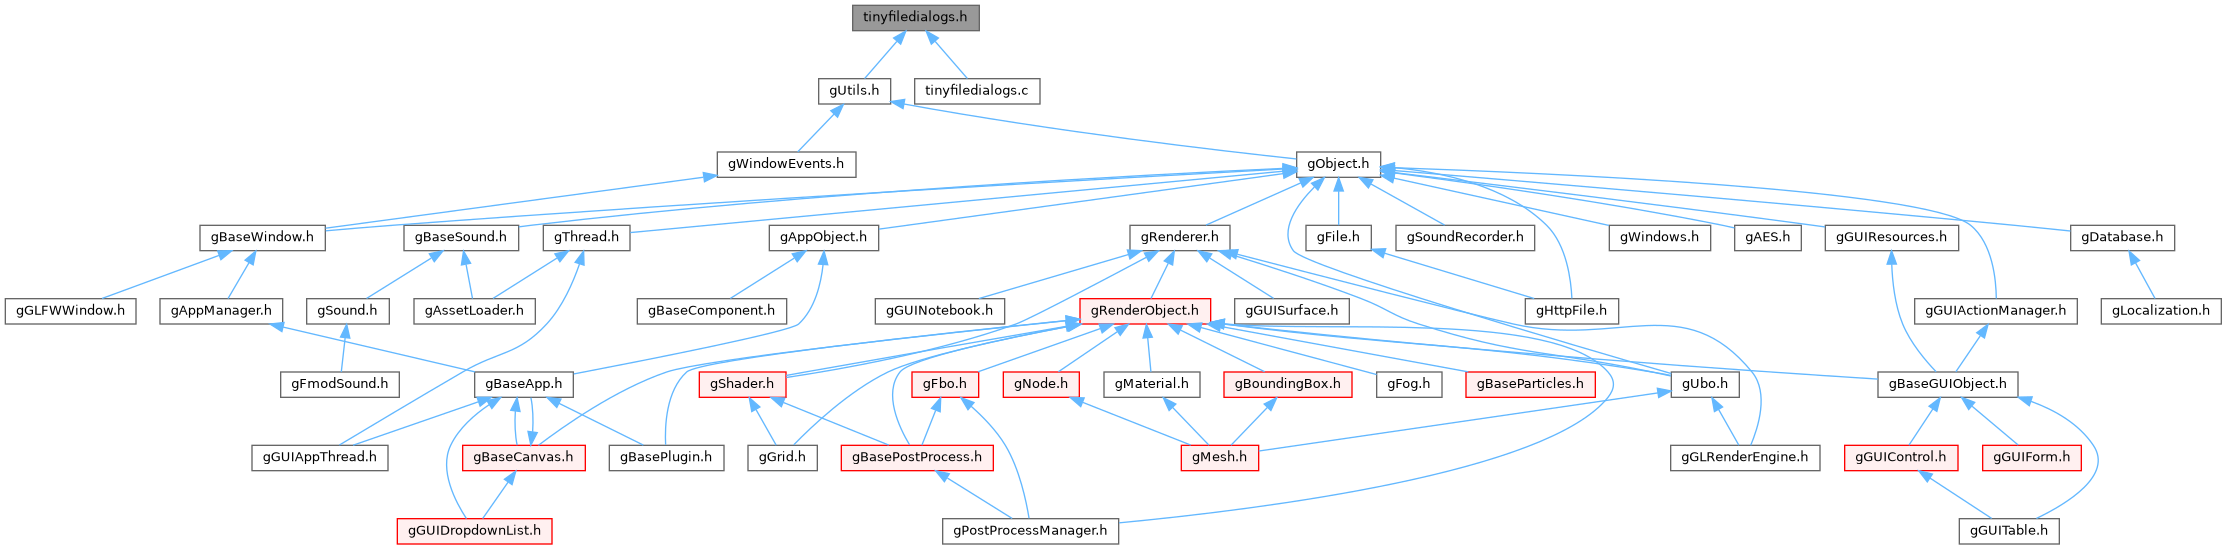 tinyfiledialogs.h
gUtils.h
tinyfiledialogs.c
gWindowEvents.h
gObject.h
gBaseWindow.h
gBaseSound.h
gThread.h
gAppObject.h
gRenderer.h
gFile.h
gSoundRecorder.h
gWindows.h
gAES.h
gGUIResources.h
gDatabase.h
gGLFWWindow.h
gAppManager.h
gSound.h
gAssetLoader.h
gBaseComponent.h
gGUINotebook.h
gRenderObject.h
gGUISurface.h
gHttpFile.h
gGUIActionManager.h
gLocalization.h
gFmodSound.h
gBaseApp.h
gShader.h
gFbo.h
gNode.h
gMaterial.h
gBoundingBox.h
gFog.h
gBaseParticles.h
gUbo.h
gBaseGUIObject.h
gGUIAppThread.h
gBaseCanvas.h
gBasePlugin.h
gGrid.h
gBasePostProcess.h
gMesh.h
gGLRenderEngine.h
gGUIControl.h
gGUIForm.h
gGUIDropdownList.h
gPostProcessManager.h
gGUITable.h